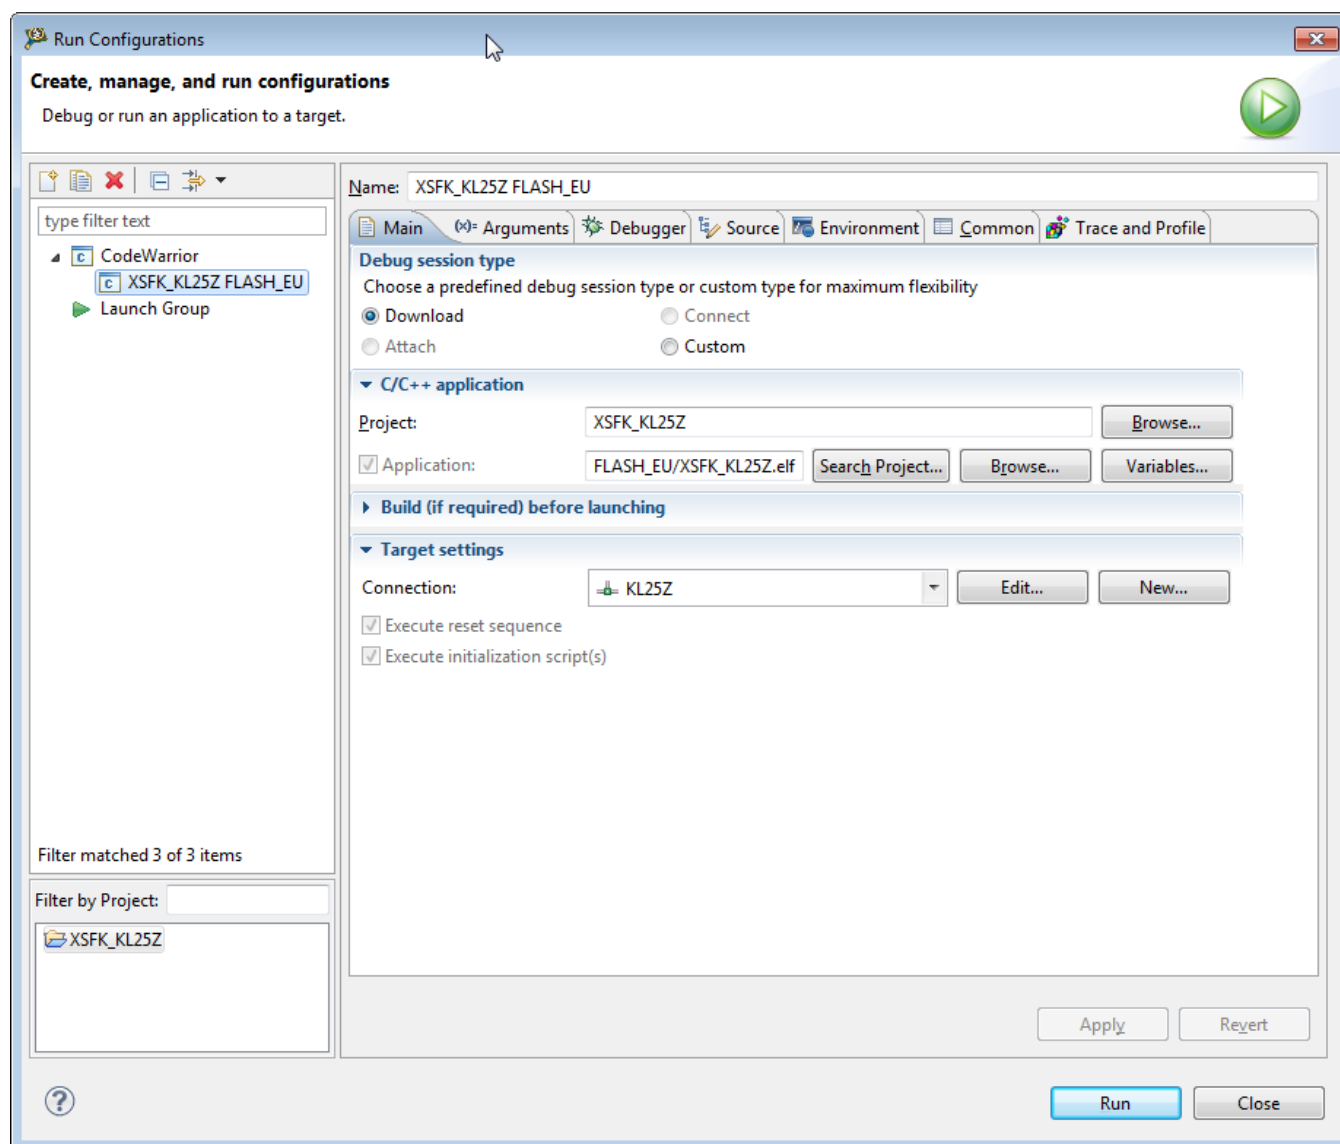 Run Configurations
Create, manage, and run configurations
Debug or run an application to a target.
type filter text
CodeWarrior
XSFK_KL25Z FLASH_EU
Launch Group
Filter matched 3 of 3 items
Filter by Project:
XSFK_KL25Z
Name: XSFK_KL25Z FLASH_EU
Main (x)= Arguments Debugger Source Environment Common Trace and Profile
Debug session type
Choose a predefined debug session type or custom type for maximum flexibility
Download Connect
Attach Custom
C/C++ application
Project: XSFK_KL25Z Browse...
Application: FLASH_EU/XSFK_KL25Z.elf Search Project... Browse... Variables...
Build (if required) before launching
Target settings
Connection: KL25Z Edit... New...
Execute reset sequence
Execute initialization script(s)
Apply Revert
? Run Close